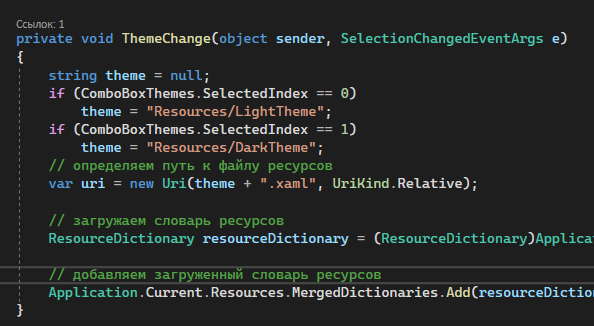 Ссылок: 1
private void ThemeChange(object sender, SelectionChangedEventArgs e)
{
string theme = null;
if (ComboBoxThemes.SelectedIndex == 0)
theme = "Resources/LightTheme";
if (ComboBoxThemes.SelectedIndex == 1)
theme = "Resources/DarkTheme";
// определяем путь к файлу ресурсов
var uri = new Uri(theme + ".xaml", UriKind.Relative);
// загружаем словарь ресурсов
ResourceDictionary resourceDictionary = (ResourceDictionary)Applica
// добавляем загруженный словарь ресурсов
Application.Current.Resources.MergedDictionaries.Add(resourceDiction
}